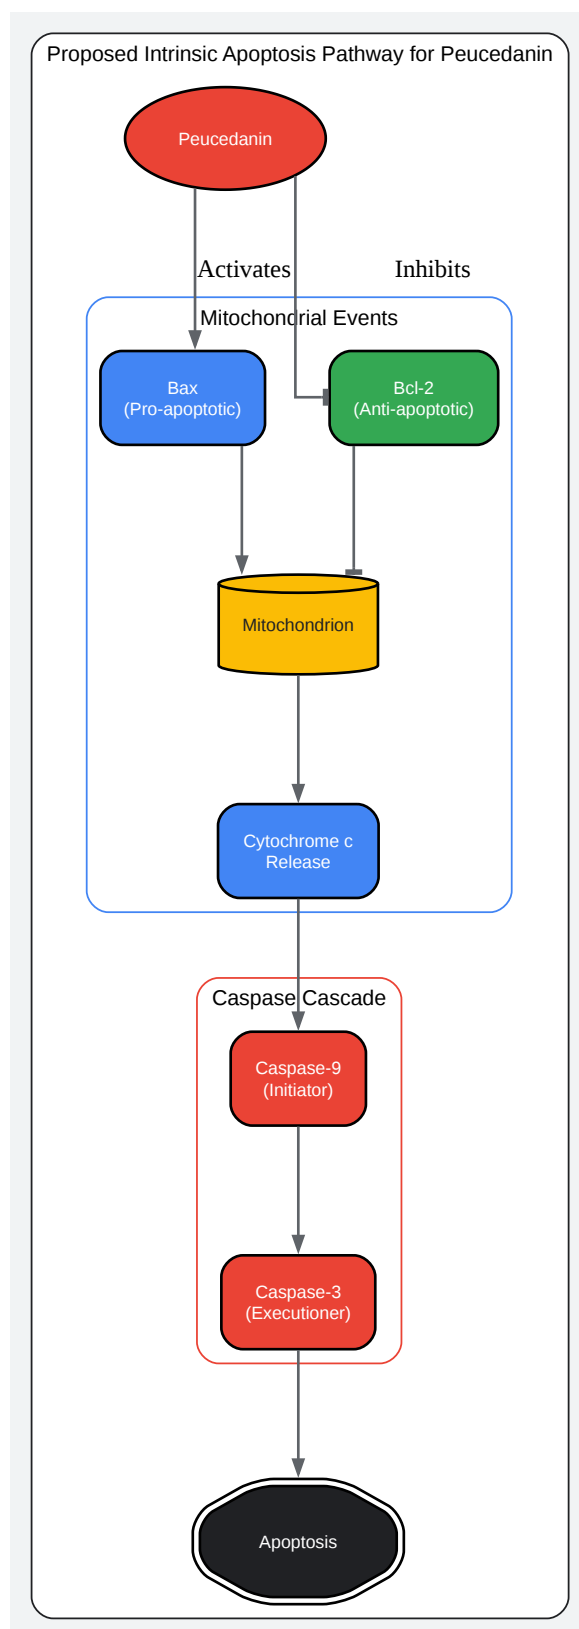 Proposed Intrinsic Apoptosis Pathway for Peucedanin
Peucedanin
Activates
Inhibits
Mitochondrial Events
Bax
(Pro-apoptotic)
Bcl-2
(Anti-apoptotic)
Mitochondrion
Cytochrome c
Release
Caspase Cascade
Caspase-9
(Initiator)
Caspase-3
(Executioner)
Apoptosis